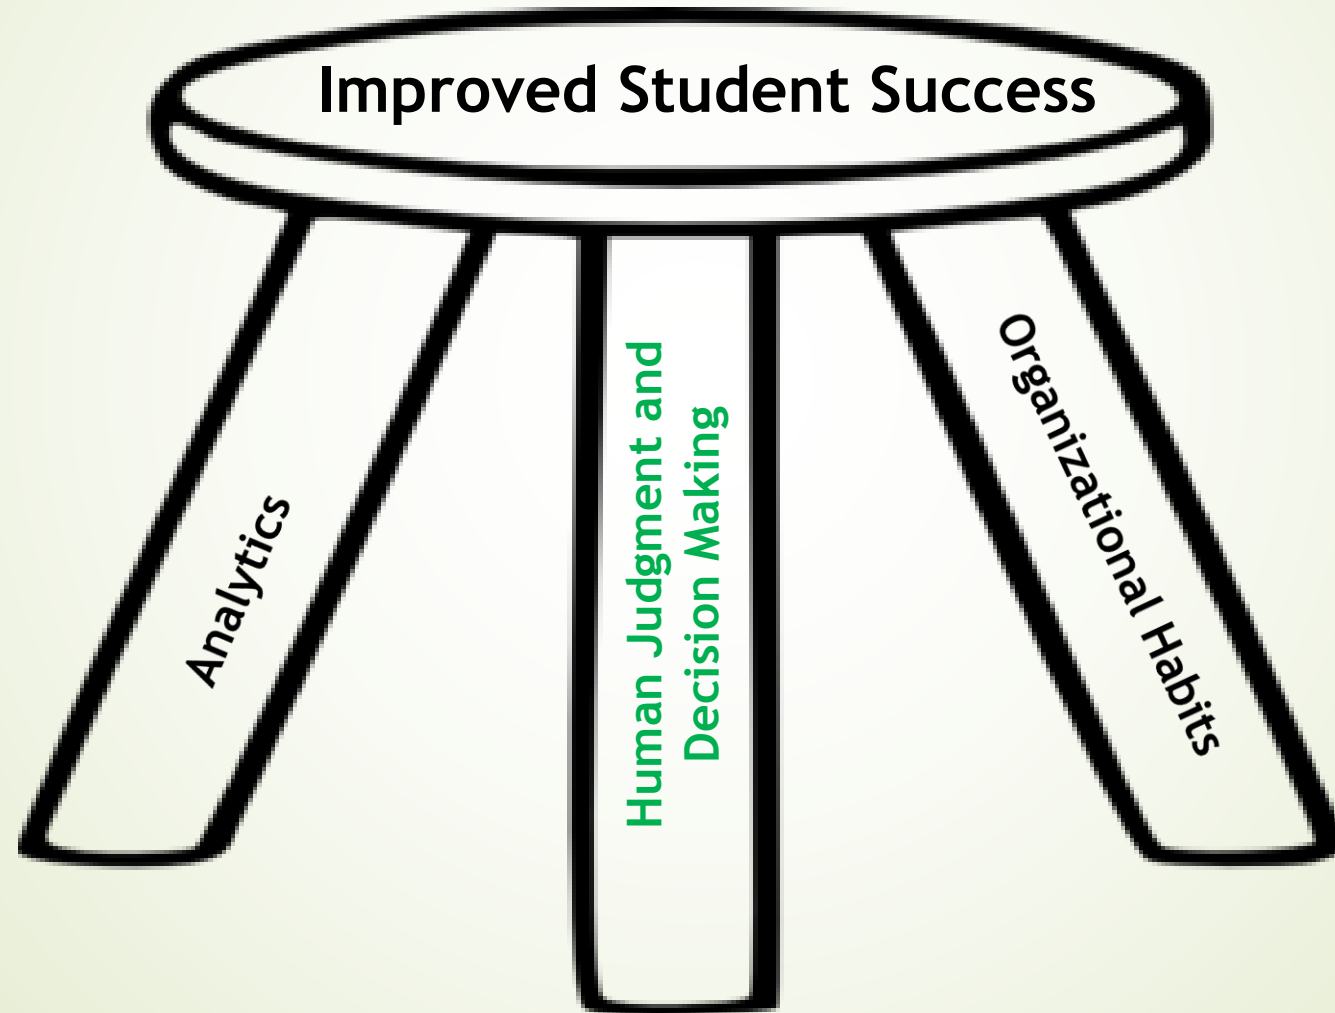 Improved Student Success
Analytics
Human Judgment and
Decision Making
Organizational Habits